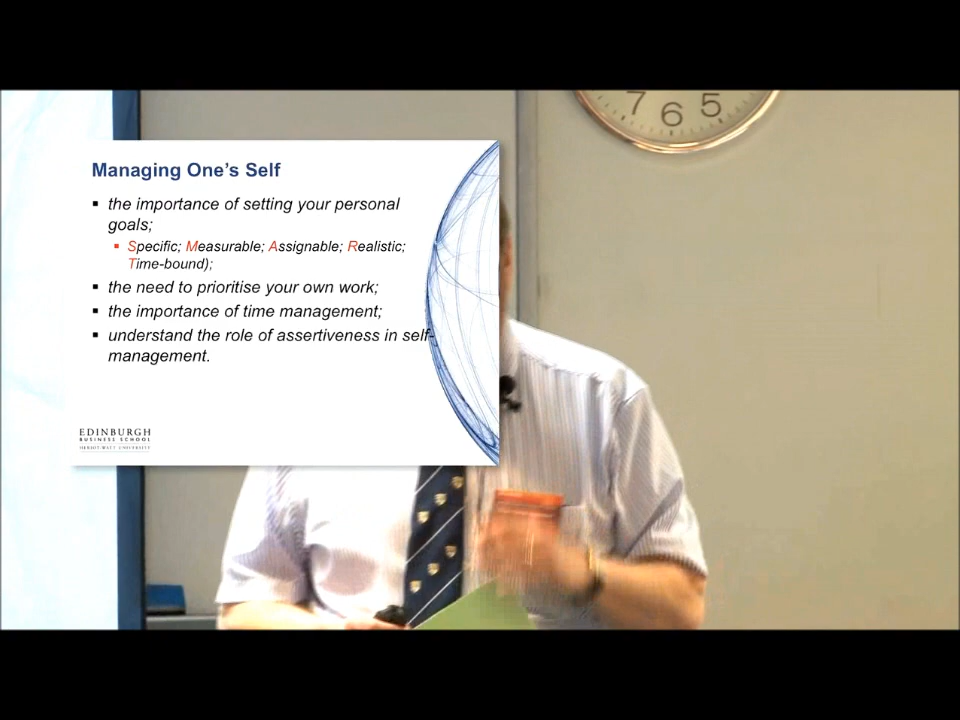 7 6 5
Managing One's Self
▪ the importance of setting your personal
goals;
▪ Specific; Measurable; Assignable; Realistic;
Time-bound);
▪ the need to prioritise your own work;
▪ the importance of time management;
▪ understand the role of assertiveness in self-
management.
EDINBURGH
BUSINESS SCHOOL
HERIOT-WATT UNIVERSITY